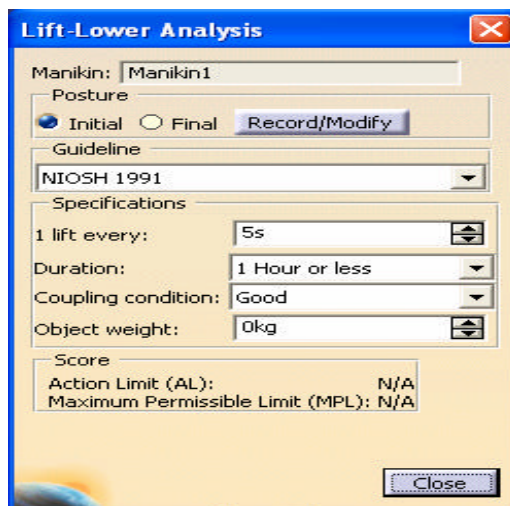 Lift-Lower Analysis
Manikin: Manikin1
Posture
Initial Final Record/Modify
Guideline
NIOSH 1991
Specifications
1 lift every: 5s
Duration: 1 Hour or less
Coupling condition: Good
Object weight: 0kg
Score
Action Limit (AL): N/A
Maximum Permissible Limit (MPL): N/A
Close